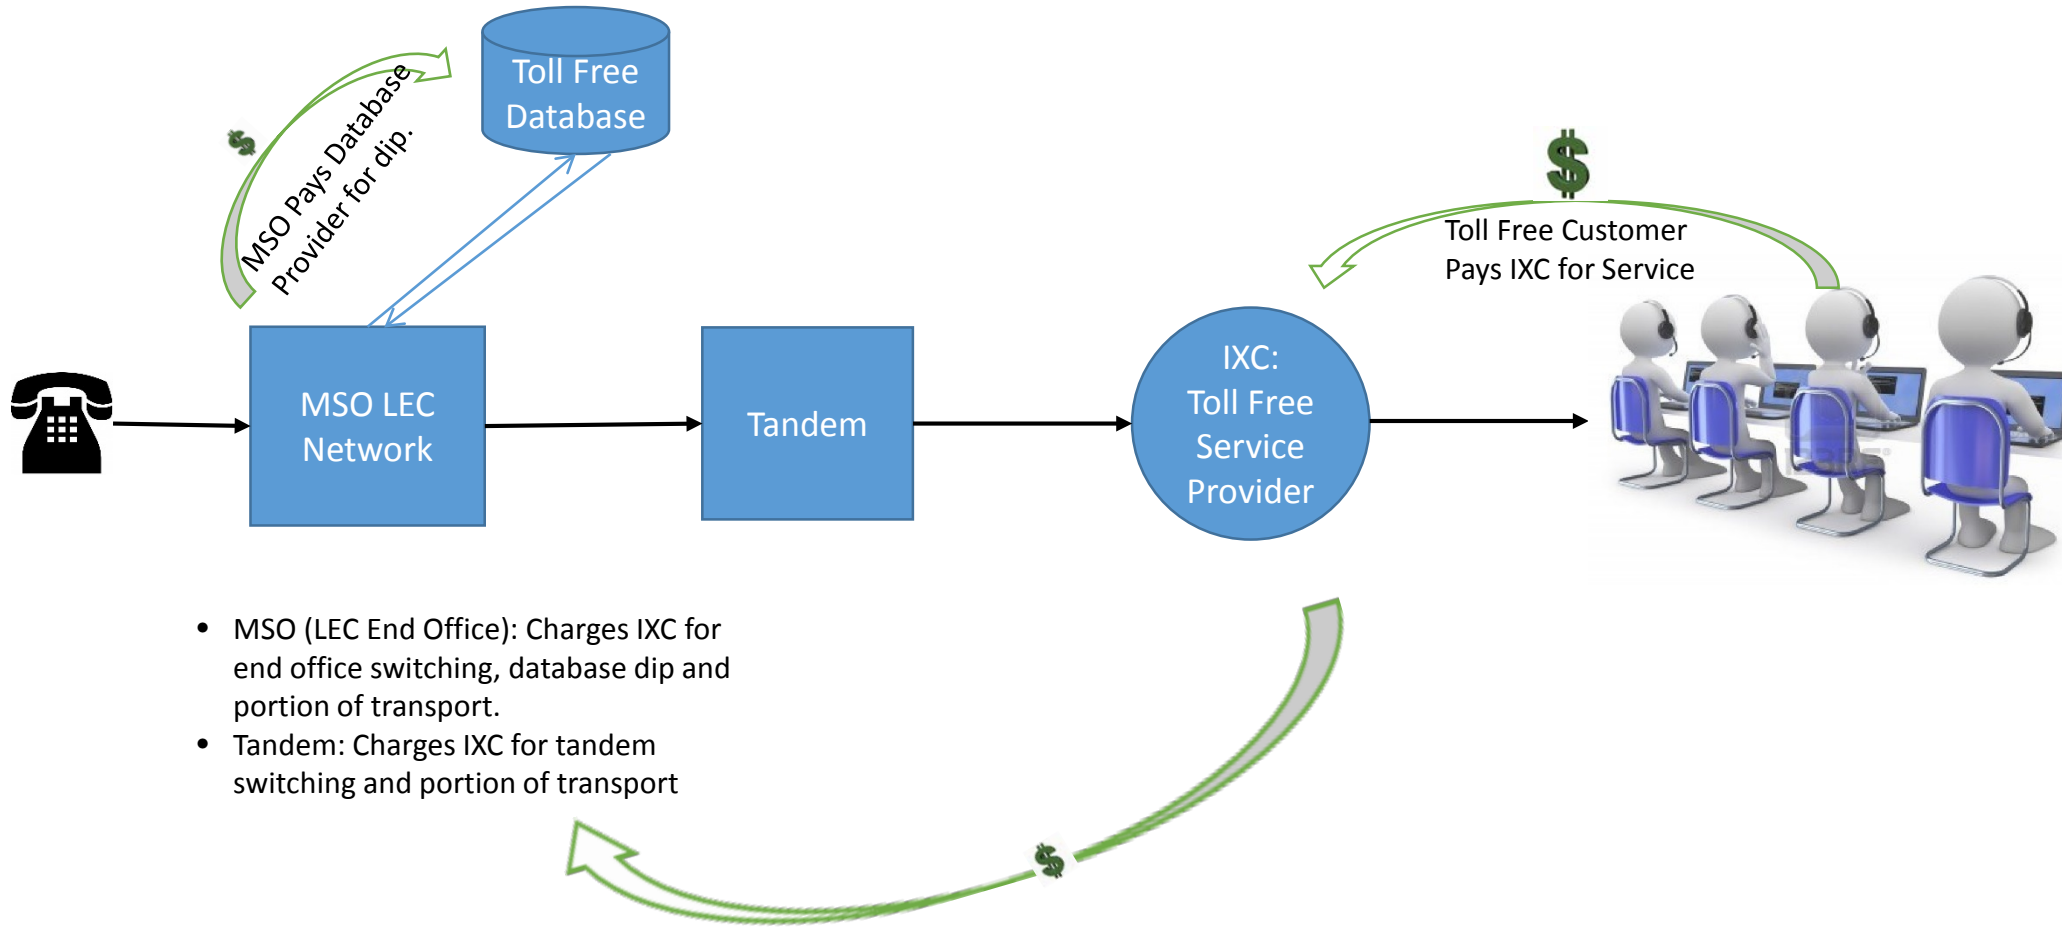 Toll Free
Database
MSO Pays Database
Provider for dip.
Toll Free Customer
Pays IXC for Service
MSO LEC
Network
Tandem
IXC:
Toll Free
Service
Provider
• MSO (LEC End Office): Charges IXC for
end office switching, database dip and
portion of transport.
• Tandem: Charges IXC for tandem
switching and portion of transport